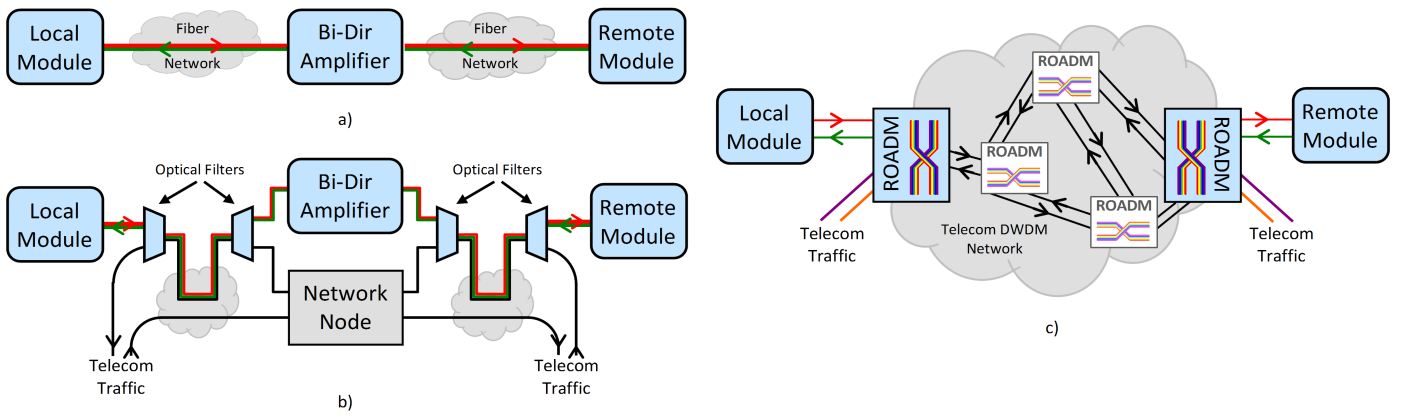 Local
Module
Fiber
Network
Bi-Dir
Amplifier
Fiber
Network
Remote
Module
a)
Optical Filters
Optical Filters
Local
Module
Bi-Dir
Amplifier
Remote
Module
Network
Node
Telecom
Traffic
Telecom
Traffic
b)
Local
Module
ROADM
ROADM
ROADM
ROADM
ROADM
Remote
Module
Telecom
Traffic
Telecom DWDM
Network
Telecom
Traffic
c)